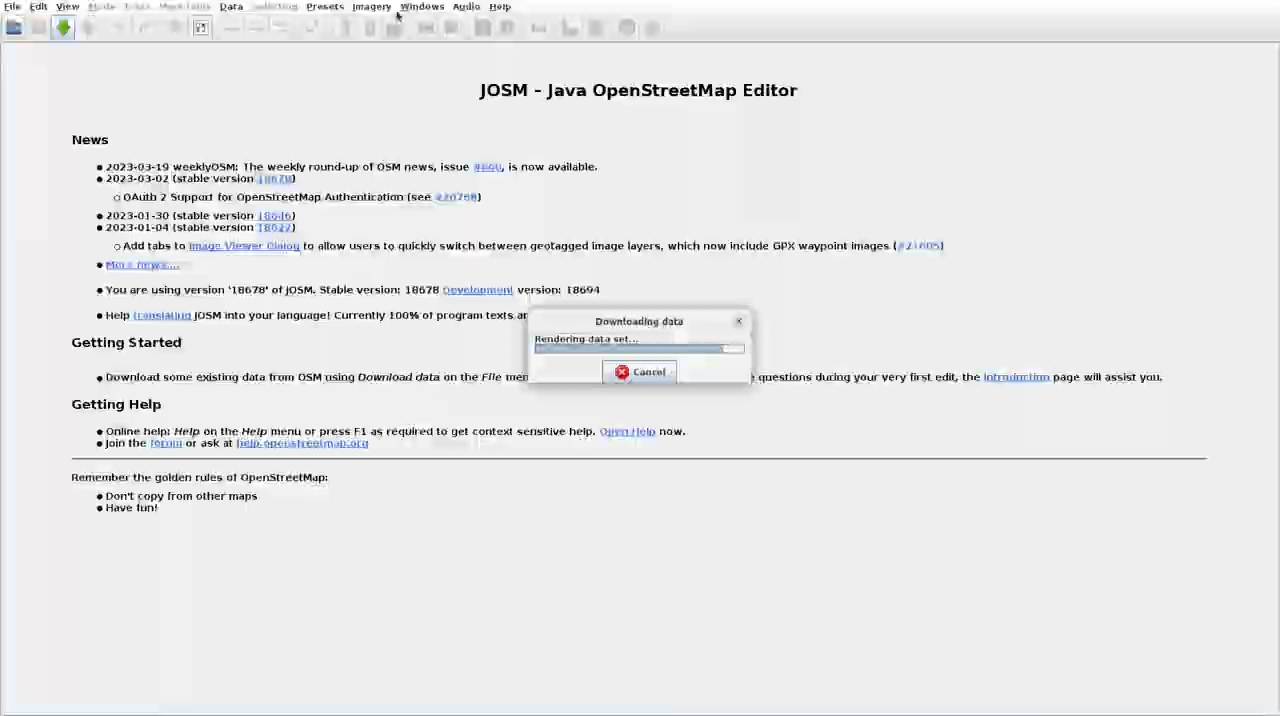 File Edit View Mode Tools More tools Data Selection Presets Imagery Windows Audio Help
JOSM – Java OpenStreetMap Editor
News
2023-03-19 weeklyOSM: The weekly round-up of OSM news, issue , is now available.
2023-03-02 (stable version 18678)
OAuth 2 Support for OpenStreetMap Authentication (see #20768)
2023-01-30 (stable version 18646)
2023-01-04 (stable version 18622)
Add tabs to Image Viewer Dialog to allow users to quickly switch between geotagged image layers, which now include GPX waypoint images (#21605)
More news...
You are using version '18678' of JOSM. Stable version: 18678 Development version: 18694
Help translating JOSM into your language! Currently 100% of program texts
Downloading data
Rendering data set...
Cancel
Getting Started
Download some existing data from OSM using Download data on the File questions during your very first edit, the introduction page will assist you.
Getting Help
Online help: Help on the Help menu or press F1 as required to get context sensitive help. Open Help now.
Join the forum or ask at help.openstreetmap.org
Remember the golden rules of OpenStreetMap:
Don't copy from other maps
Have fun!